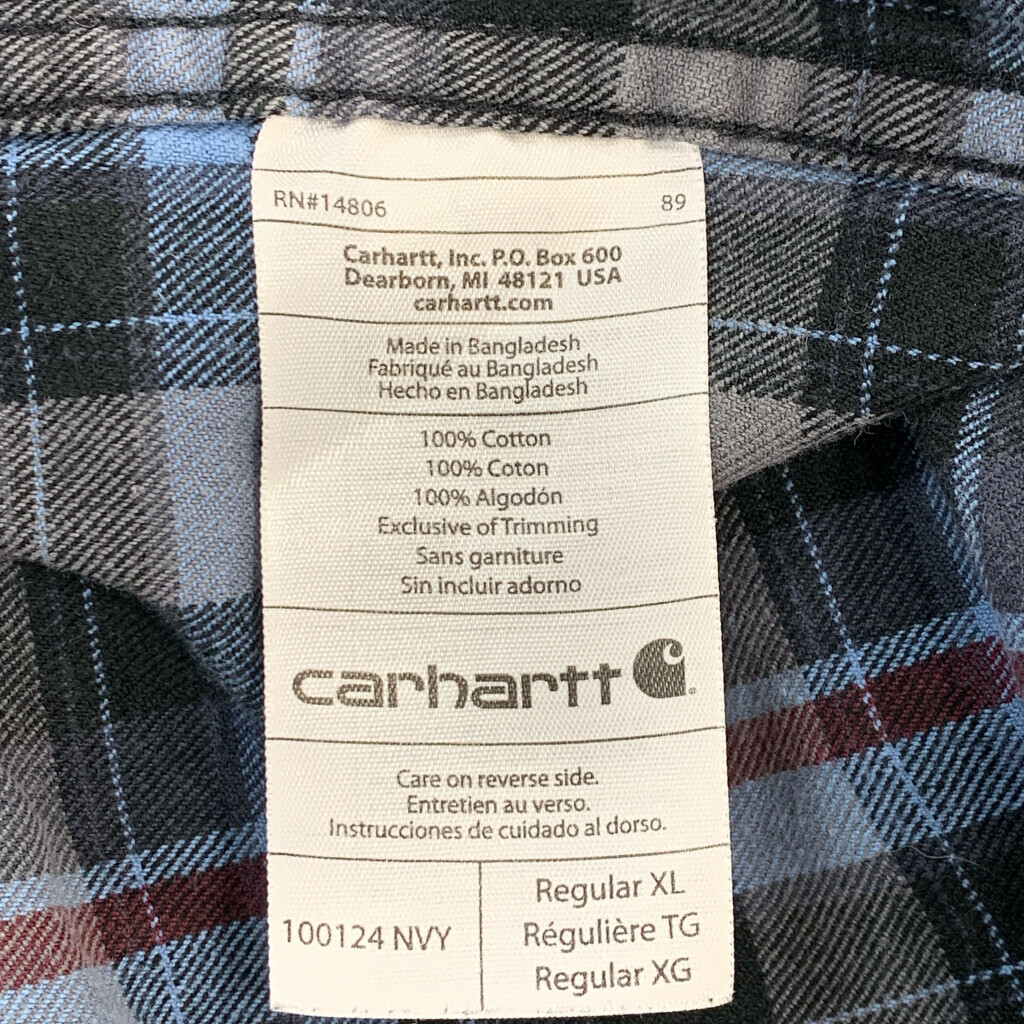 RN#14806 89
Carhartt, Inc. P.O. Box 600
Dearborn, MI 48121 USA
carhartt.com
Made in Bangladesh
Fabriqué au Bangladesh
Hecho en Bangladesh
100% Cotton
100% Coton
100% Algodón
Exclusive of Trimming
Sans garniture
Sin incluir adorno
carhartt
Care on reverse side.
Entretien au verso.
Instrucciones de cuidado al dorso.
100124 NVY
Regular XL
Régulière TG
Regular XG